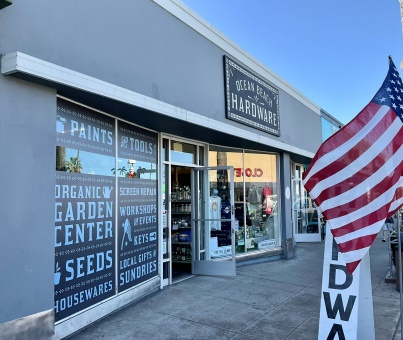 OCEAN BEACH
HARDWARE
PAINTS
ORGANIC
GARDEN
CENTER
SEEDS
HOUSEWARES
TOOLS
SCREEN REPAIR
WORKSHOPS
& EVENTS
KEYS
LOCAL GIFTS &
SUNDRIES
DWA